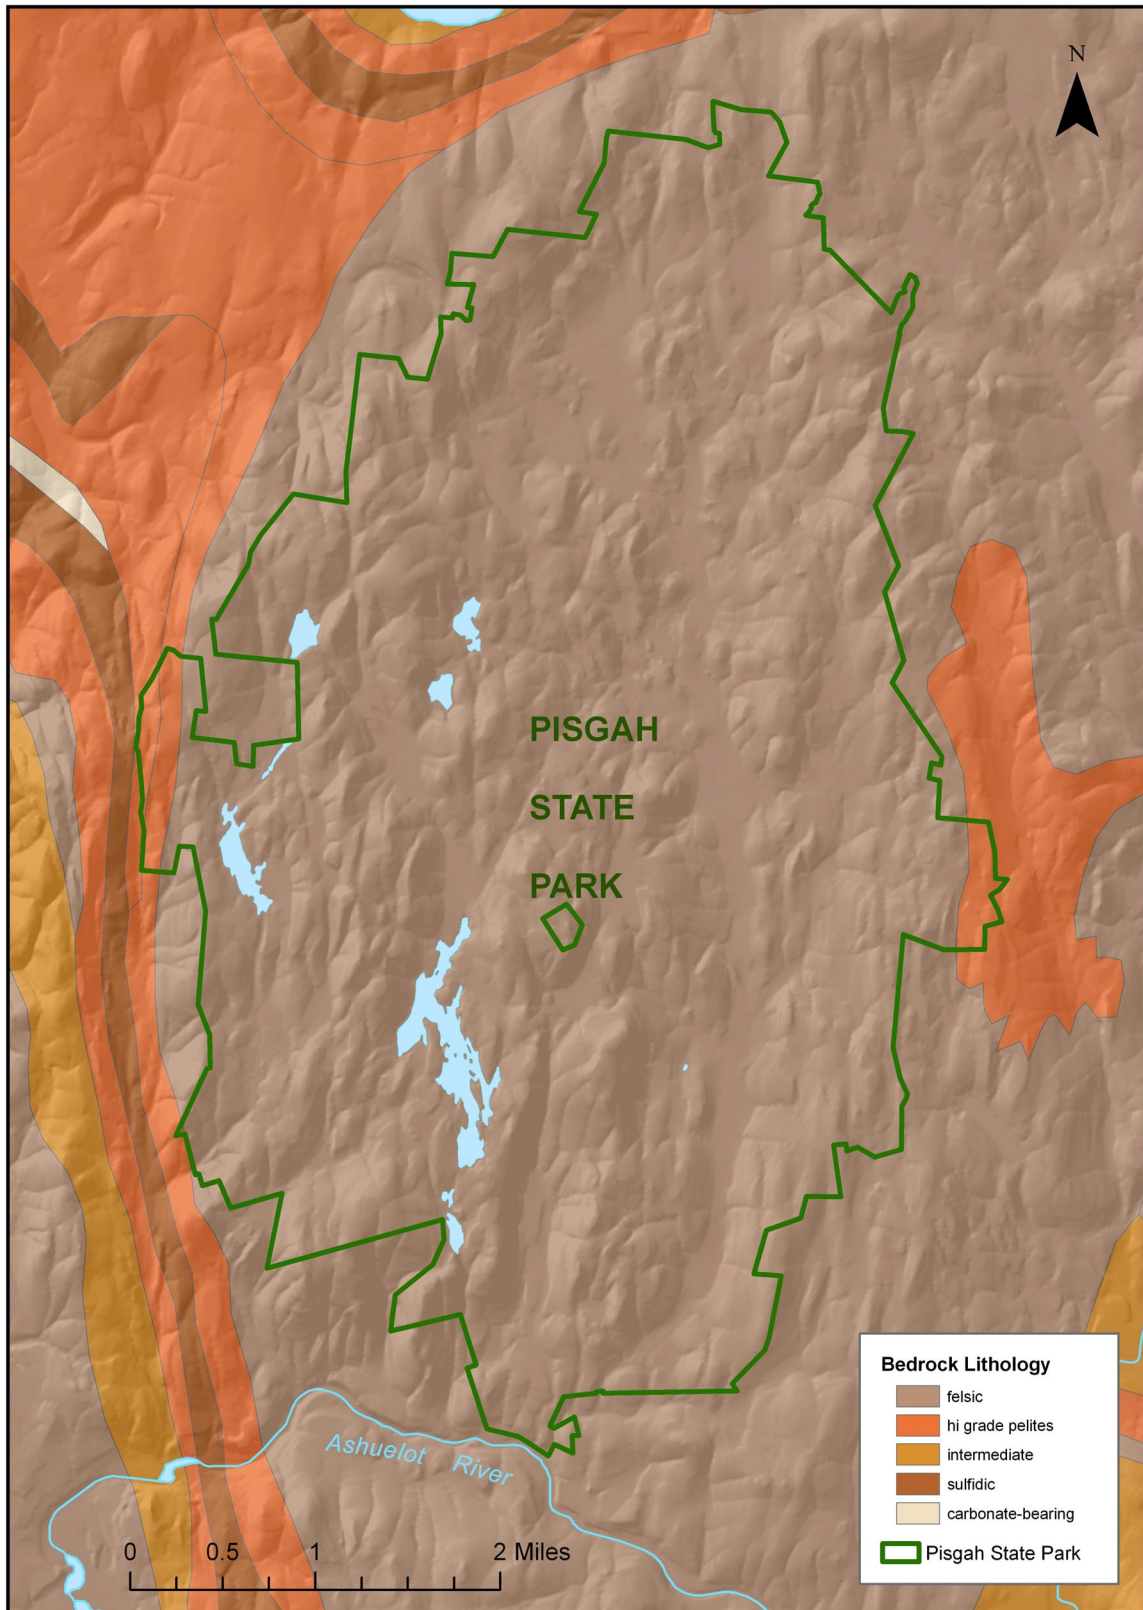 N
PISGAH
STATE
PARK
Ashuelot River
0 0.5 1 2 Miles
Bedrock Lithology
felsic
hi grade pelites
intermediate
sulfidic
carbonate-bearing
Pisgah State Park